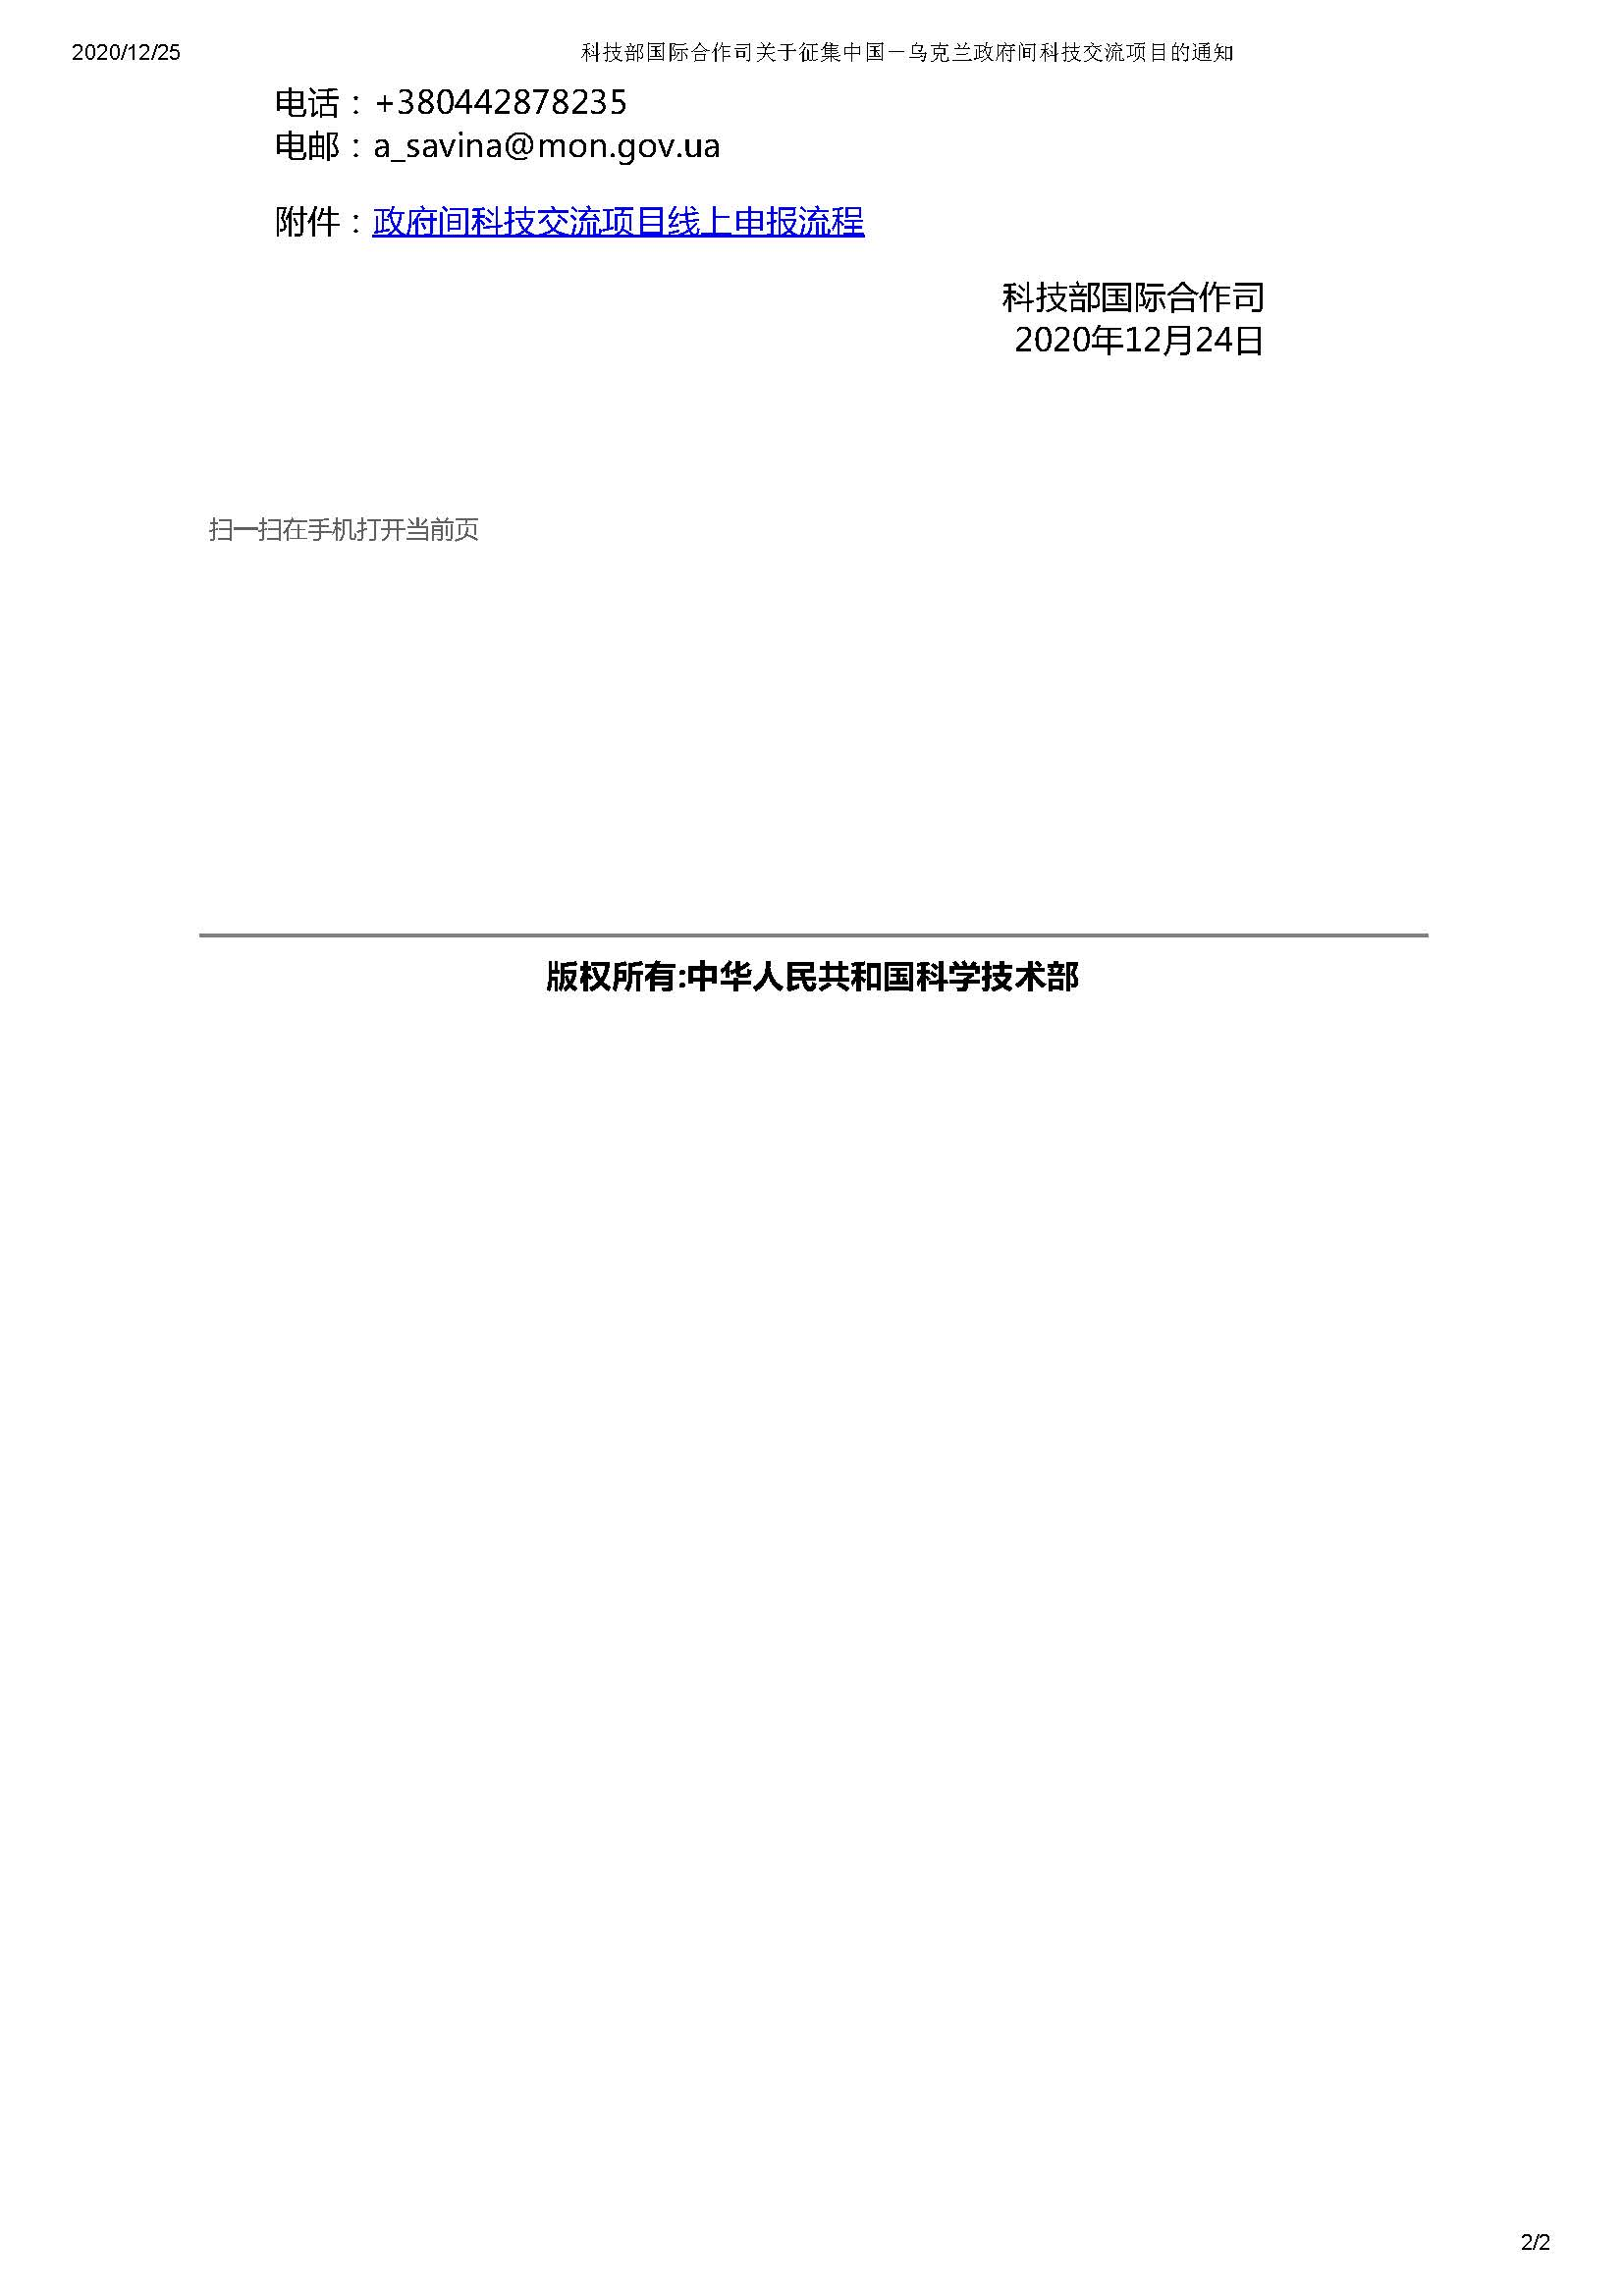 2020/12/25 科技部国际合作司关于征集中国－乌克兰政府间科技交流项目的通知
电话：+380442878235
电邮：a_savina@mon.gov.ua
附件：政府间科技交流项目线上申报流程
科技部国际合作司
2020年12月24日
扫一扫在手机打开当前页
版权所有:中华人民共和国科学技术部
2/2